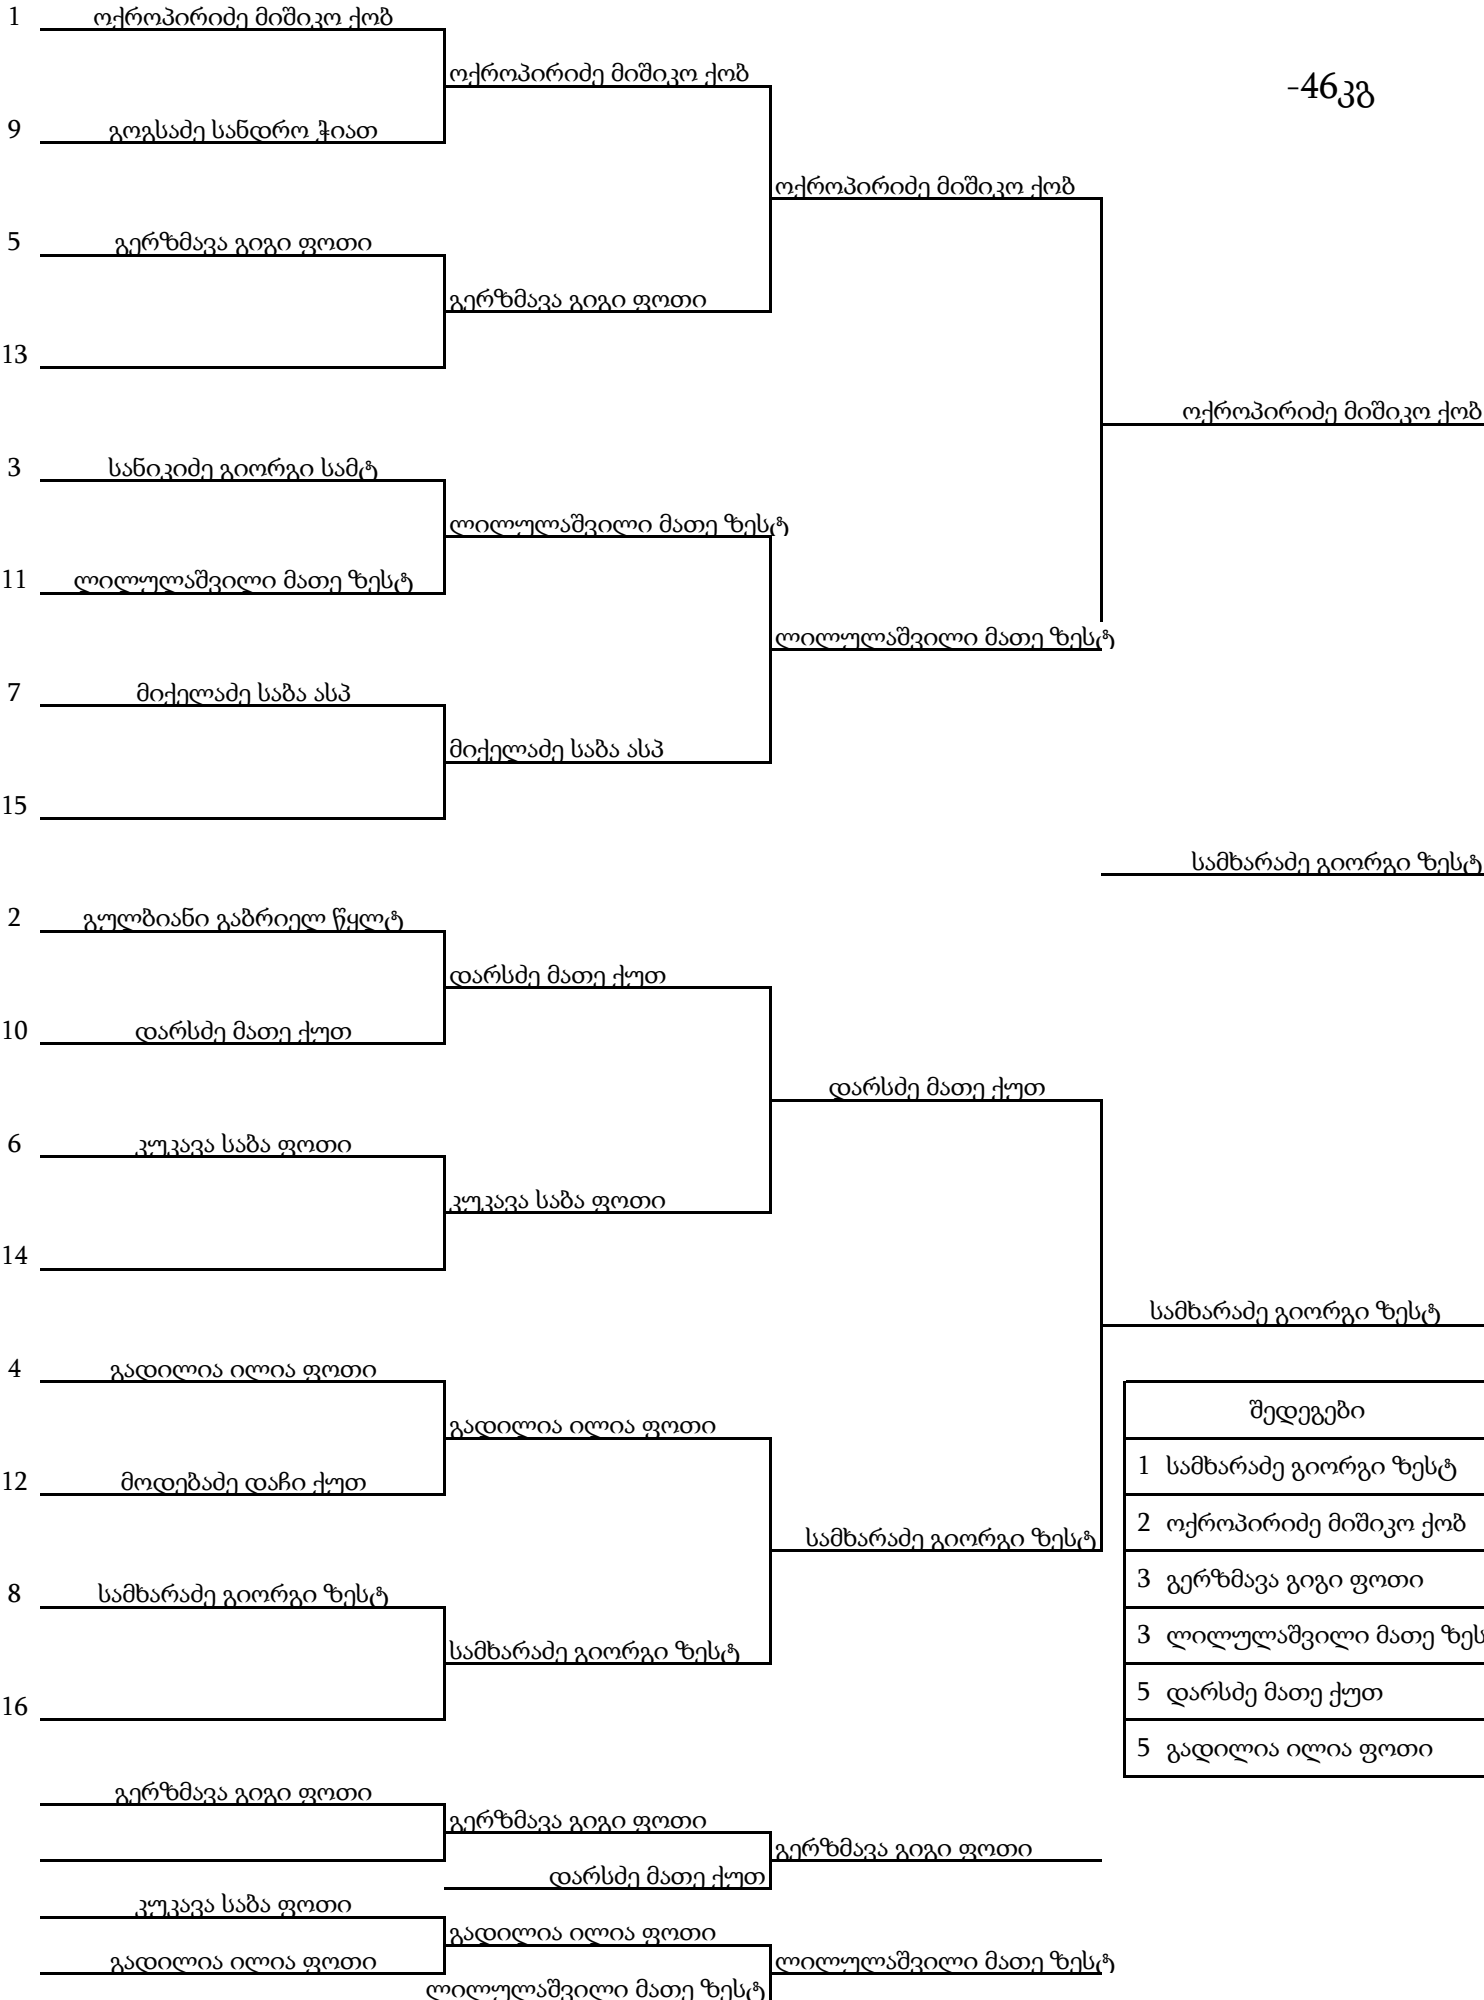 1 ოქროპირიძე მიშიკო ქობ
ოქროპირიძე მიშიკო ქობ
-46კგ
9 გოგსაძე სანდრო ჭიათ
ოქროპირიძე მიშიკო ქობ
5 გერზმავა გიგი ფოთი
გერზმავა გიგი ფოთი
13
ოქროპირიძე მიშიკო ქობ
3 სანიკიძე გიორგი სამტ
ლილულაშვილი მათე ზესტ
11 ლილულაშვილი მათე ზესტ
ლილულაშვილი მათე ზესტ
7 მიქელაძე საბა ასპ
მიქელაძე საბა ასპ
15
სამხარაძე გიორგი ზესტ
2 გულბიანი გაბრიელ წყლტ
დარსძე მათე ქუთ
10 დარსძე მათე ქუთ
დარსძე მათე ქუთ
6 კუკავა საბა ფოთი
კუკავა საბა ფოთი
14
სამხარაძე გიორგი ზესტ
4 გადილია ილია ფოთი
შედეგები
გადილია ილია ფოთი
1 სამხარაძე გიორგი ზესტ
12 მოდებაძე დაჩი ქუთ
2 ოქროპირიძე მიშიკო ქობ
სამხარაძე გიორგი ზესტ
3 გერზმავა გიგი ფოთი
8 სამხარაძე გიორგი ზესტ
3 ლილულაშვილი მათე ზეს
სამხარაძე გიორგი ზესტ
5 დარსძე მათე ქუთ
16
5 გადილია ილია ფოთი
გერზმავა გიგი ფოთი
გერზმავა გიგი ფოთი
გერზმავა გიგი ფოთი
დარსძე მათე ქუთ
კუკავა საბა ფოთი
გადილია ილია ფოთი
გადილია ილია ფოთი
ლილულაშვილი მათე ზესტ
ლილულაშვილი მათე ზესტ